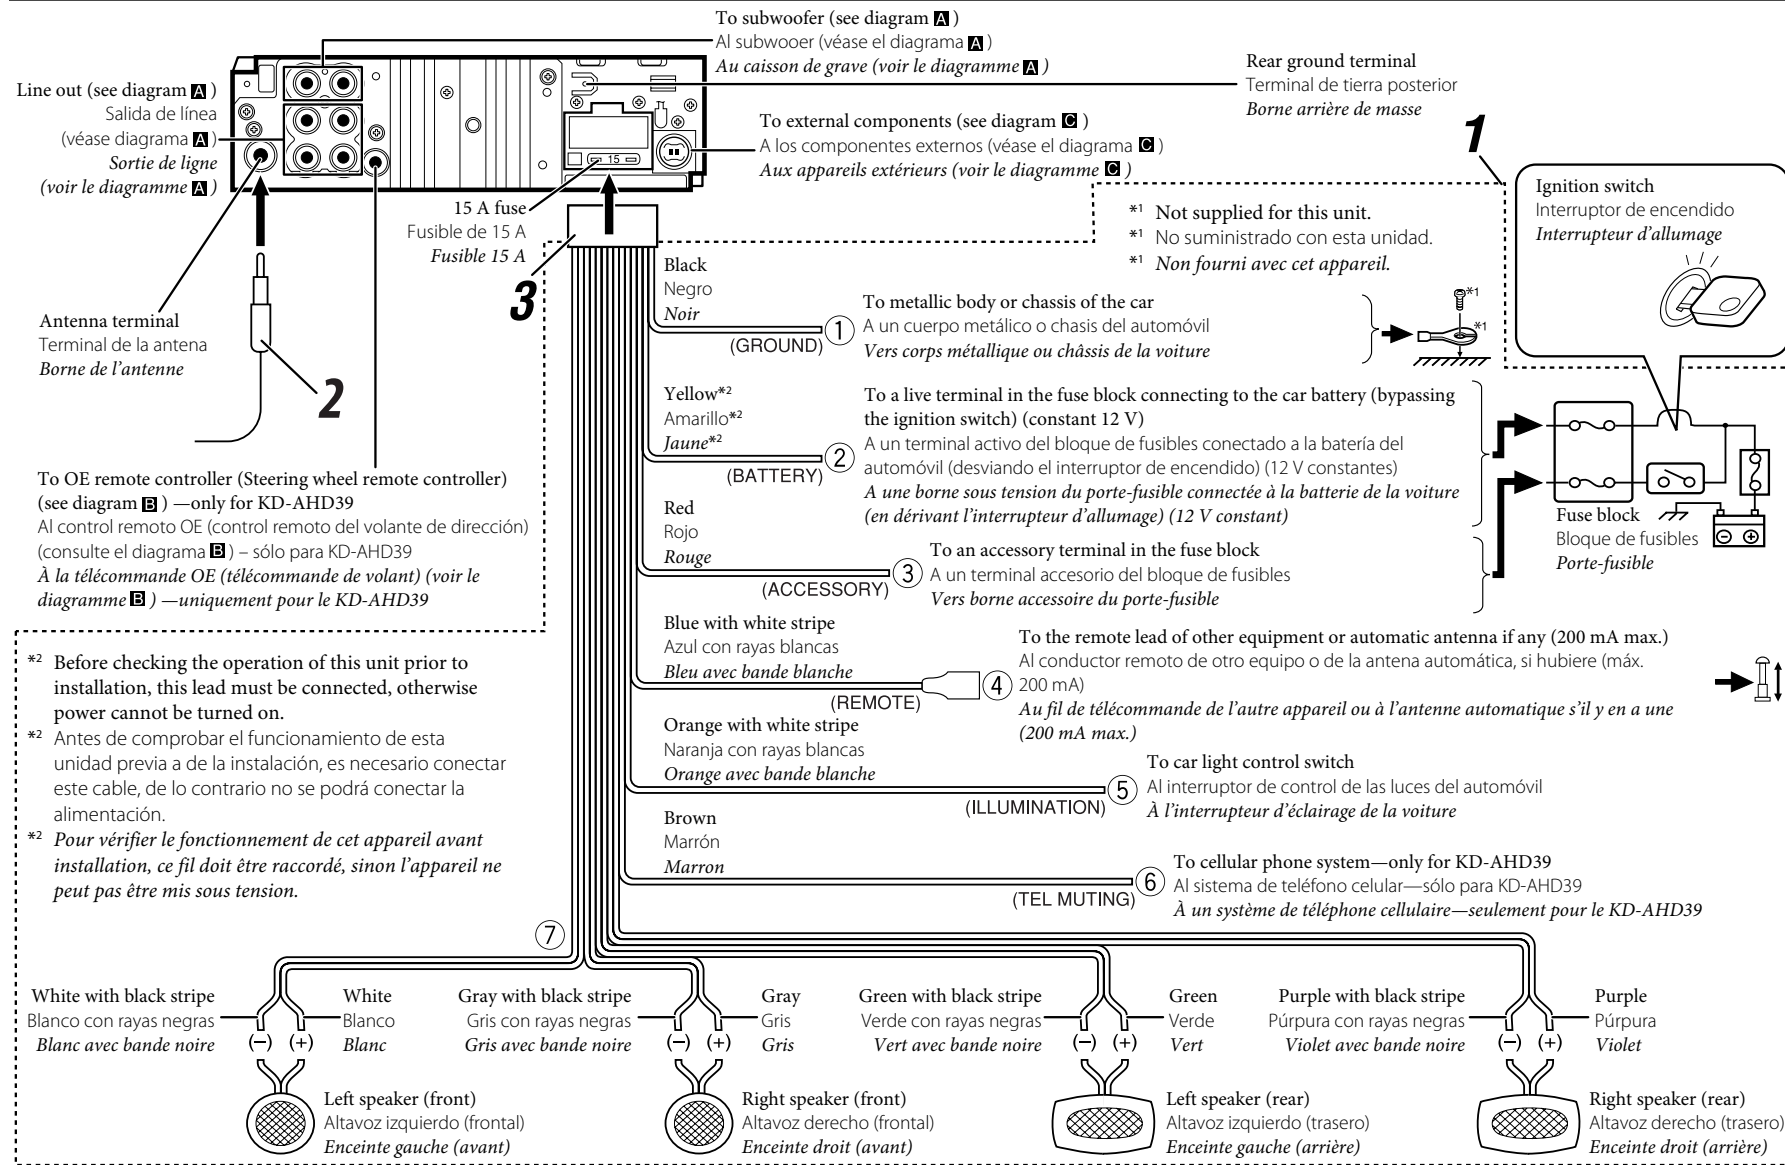 To subwoofer (see diagram A )
Al subwooer (véase el diagrama A )
Au caisson de grave (voir le diagramme A )
Line out (see diagram A )
Salida de línea
(véase diagrama A )
Sortie de ligne
(voir le diagramme A )
Rear ground terminal
Terminal de tierra posterior
Borne arrière de masse
To external components (see diagram C )
A los componentes externos (véase el diagrama C )
Aux appareils extérieurs (voir le diagramme C )
15
15 A fuse
Fusible de 15 A
Fusible 15 A
1
Ignition switch
Interruptor de encendido
Interrupteur d'allumage
*1 Not supplied for this unit.
*1 No suministrado con esta unidad.
*1 Non fourni avec cet appareil.
Antenna terminal
Terminal de la antena
Borne de l'antenne
2
3
Black
Negro
Noir
(GROUND)
1
To metallic body or chassis of the car
A un cuerpo metálico o chasis del automóvil
Vers corps métallique ou châssis de la voiture
*1
*1
Yellow*2
Amarillo*2
Jaune*2
(BATTERY)
2
To a live terminal in the fuse block connecting to the car battery (bypassing
the ignition switch) (constant 12 V)
A un terminal activo del bloque de fusibles conectado a la batería del
automóvil (desviando el interruptor de encendido) (12 V constantes)
A une borne sous tension du porte-fusible connectée à la batterie de la voiture
(en dérivant l'interrupteur d'allumage) (12 V constant)
Fuse block
Bloque de fusibles
Porte-fusible
To OE remote controller (Steering wheel remote controller)
(see diagram B ) —only for KD-AHD39
Al control remoto OE (control remoto del volante de dirección)
(consulte el diagrama B ) – sólo para KD-AHD39
À la télécommande OE (télécommande de volant) (voir le
diagramme B ) —uniquement pour le KD-AHD39
Red
Rojo
Rouge
(ACCESSORY)
3
To an accessory terminal in the fuse block
A un terminal accesorio del bloque de fusibles
Vers borne accessoire du porte-fusible
Blue with white stripe
Azul con rayas blancas
Bleu avec bande blanche
(REMOTE)
4
To the remote lead of other equipment or automatic antenna if any (200 mA max.)
Al conductor remoto de otro equipo o de la antena automática, si hubiere (máx.
200 mA)
Au fil de télécommande de l'autre appareil ou à l'antenne automatique s'il y en a une
(200 mA max.)
*2 Before checking the operation of this unit prior to
installation, this lead must be connected, otherwise
power cannot be turned on.
*2 Antes de comprobar el funcionamiento de esta
unidad previa a de la instalación, es necesario conectar
este cable, de lo contrario no se podrá conectar la
alimentación.
*2 Pour vérifier le fonctionnement de cet appareil avant
installation, ce fil doit être raccordé, sinon l'appareil ne
peut pas être mis sous tension.
Orange with white stripe
Naranja con rayas blancas
Orange avec bande blanche
(ILLUMINATION)
5
To car light control switch
Al interruptor de control de las luces del automóvil
À l'interrupteur d'éclairage de la voiture
Brown
Marrón
Marron
(TEL MUTING)
6
To cellular phone system—only for KD-AHD39
Al sistema de teléfono celular—sólo para KD-AHD39
À un système de téléphone cellulaire—seulement pour le KD-AHD39
7
White with black stripe
Blanco con rayas negras
Blanc avec bande noire
(−) (+)
White
Blanco
Blanc
Gray with black stripe
Gris con rayas negras
Gris avec bande noire
(−) (+)
Gray
Gris
Gris
Green with black stripe
Verde con rayas negras
Vert avec bande noire
(−) (+)
Green
Verde
Vert
Purple with black stripe
Púrpura con rayas negras
Violet avec bande noire
(−) (+)
Purple
Púrpura
Violet
Left speaker (front)
Altavoz izquierdo (frontal)
Enceinte gauche (avant)
Right speaker (front)
Altavoz derecho (frontal)
Enceinte droit (avant)
Left speaker (rear)
Altavoz izquierdo (trasero)
Enceinte gauche (arrière)
Right speaker (rear)
Altavoz derecho (trasero)
Enceinte droit (arrière)